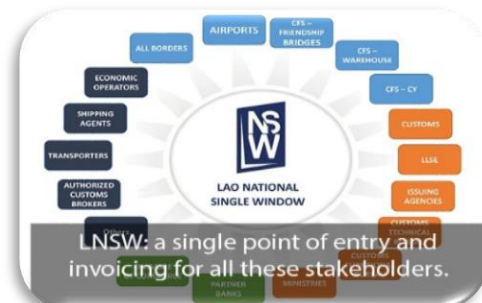 AIRPORTS
CFS –
FRIENDSHIP
BRIDGES
CFS –
WAREHOUSE
CFS – CY
CUSTOMS
LLSE
ISSUING
AGENCIES
CUSTOMS
TECHNICAL
CUSTOMS
MINISTRIES
PARTNER
BANKS
Others
AUTHORIZED
CUSTOMS
BROKERS
TRANSPORTERS
SHIPPING
AGENTS
ECONOMIC
OPERATORS
ALL BORDERS
NSW
LAO NATIONAL
SINGLE WINDOW
LNSW: a single point of entry and
invoicing for all these stakeholders.